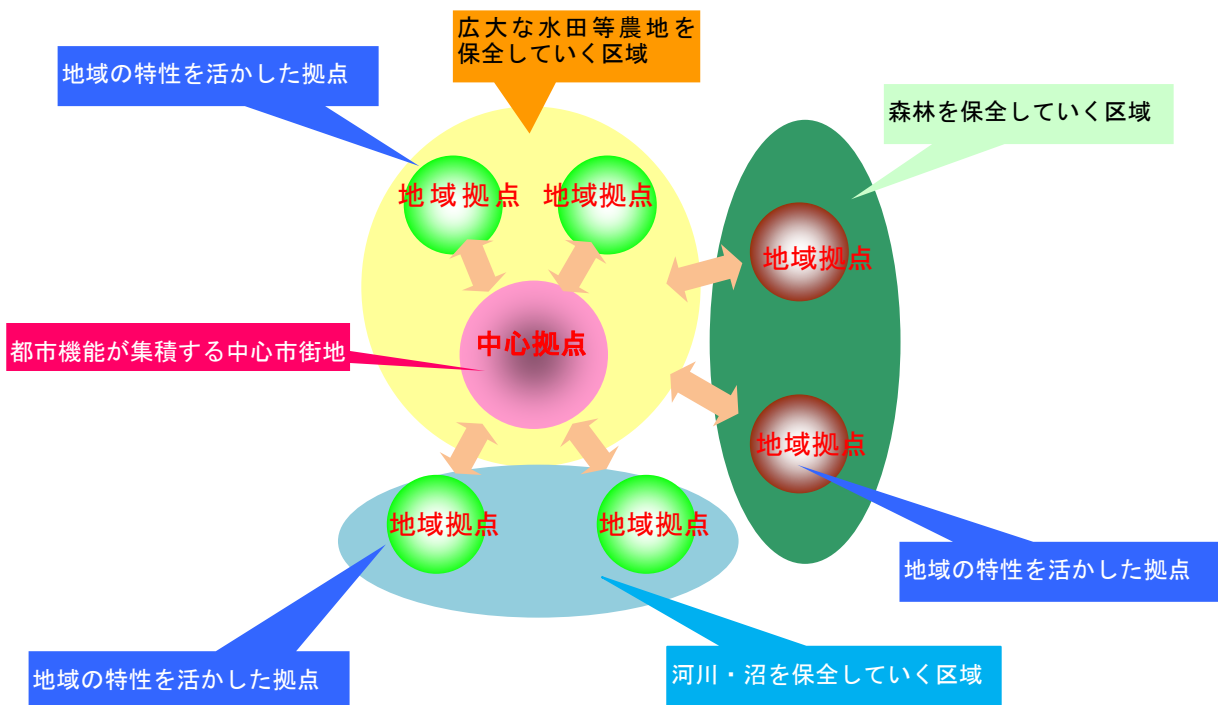 広大な水田等農地を
保全していく区域
地域の特性を活かした拠点
森林を保全していく区域
地域拠点
地域拠点
地域拠点
中心拠点
都市機能が集積する中心市街地
地域拠点
地域拠点
地域拠点
地域の特性を活かした拠点
地域の特性を活かした拠点
河川・沼を保全していく区域